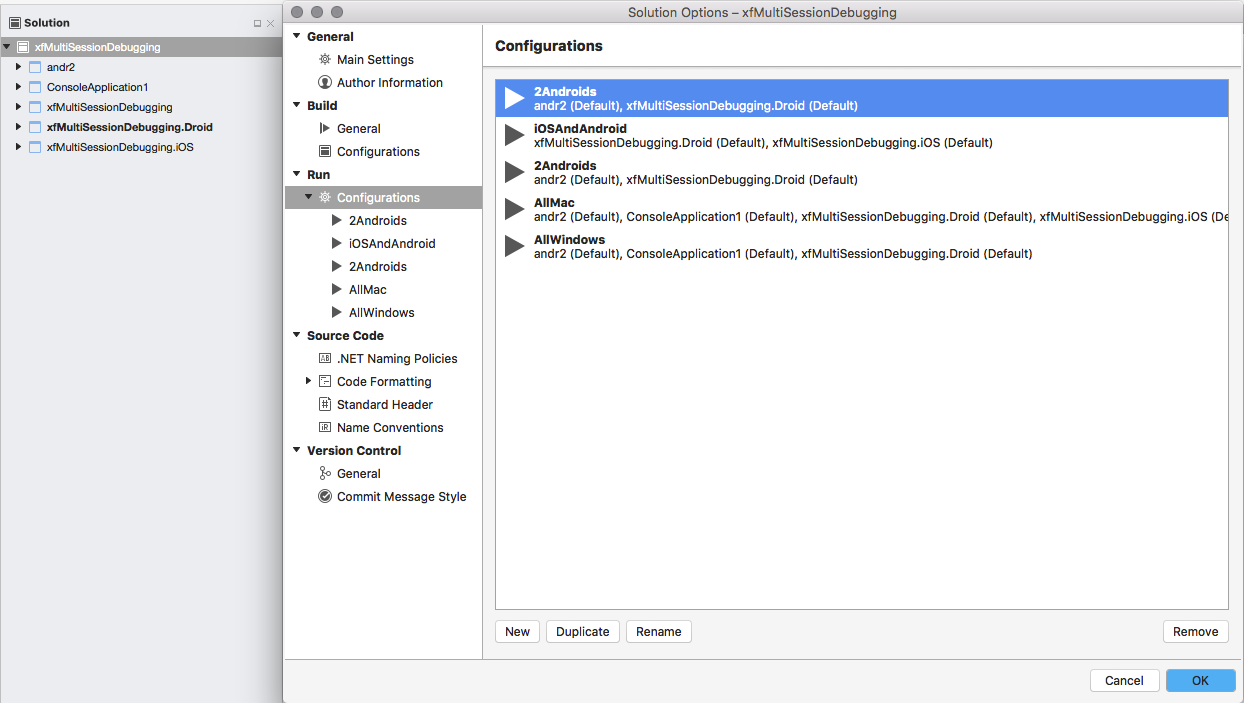 Solution
xfMultiSessionDebugging
andr2
ConsoleApplication1
xfMultiSessionDebugging
xfMultiSessionDebugging.Droid
xfMultiSessionDebugging.iOS
Solution Options – xfMultiSessionDebugging
General
Main Settings
Author Information
Build
General
Configurations
Run
Configurations
2Androids
iOSAndAndroid
2Androids
AllMac
AllWindows
Source Code
.NET Naming Policies
Code Formatting
Standard Header
Name Conventions
Version Control
General
Commit Message Style
Configurations
2Androids
andr2 (Default), xfMultiSessionDebugging.Droid (Default)
iOSAndAndroid
xfMultiSessionDebugging.Droid (Default), xfMultiSessionDebugging.iOS (Default)
2Androids
andr2 (Default), xfMultiSessionDebugging.Droid (Default)
AllMac
andr2 (Default), ConsoleApplication1 (Default), xfMultiSessionDebugging.Droid (Default), xfMultiSessionDebugging.iOS (De
AllWindows
andr2 (Default), ConsoleApplication1 (Default), xfMultiSessionDebugging.Droid (Default)
New
Duplicate
Rename
Remove
Cancel
OK